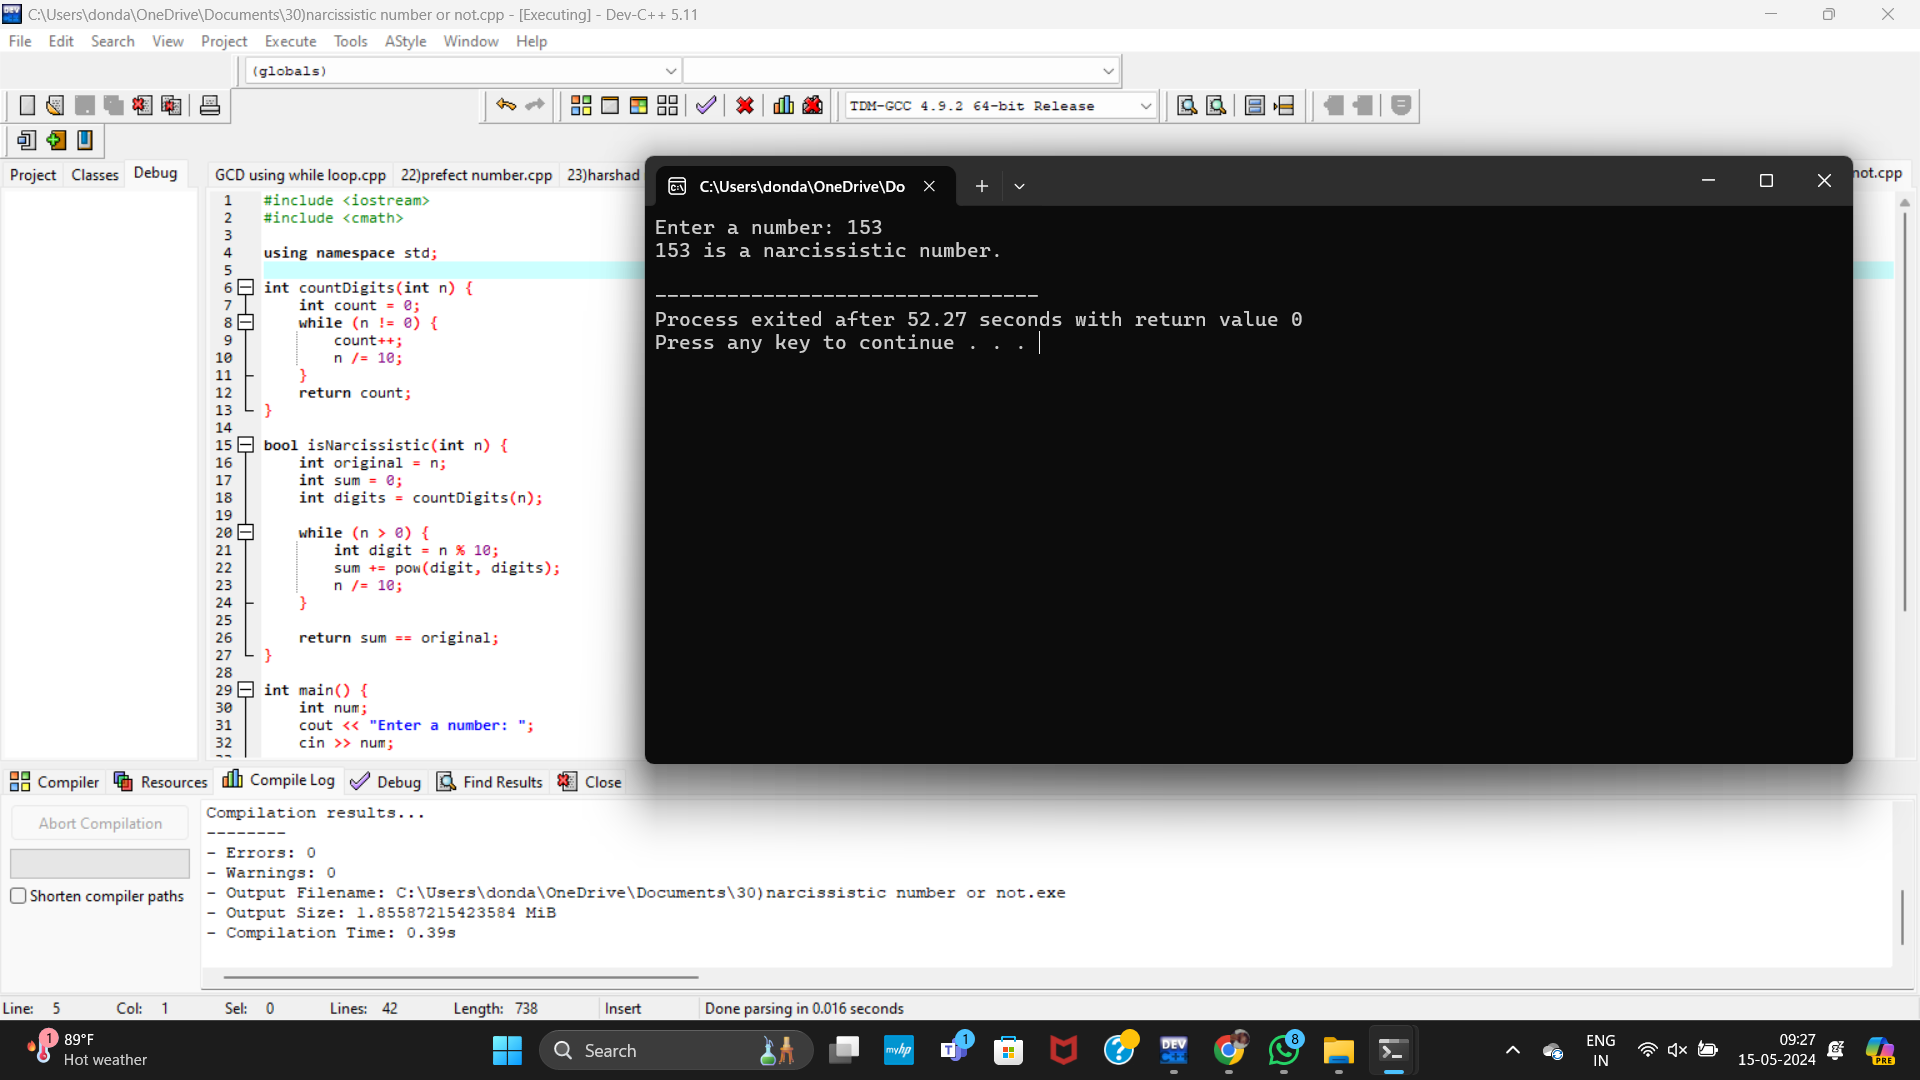 C:\Users\donda\OneDrive\Documents\30)narcissistic number or not.cpp - [Executing] - Dev-C++ 5.11
File Edit Search View Project Execute Tools AStyle Window Help
(globals)
TDM-GCC 4.9.2 64-bit Release
Project Classes Debug
GCD using while loop.cpp 22)prefect number.cpp 23)harshad
not.cpp
1 #include <iostream>
2 #include <cmath>
3
4 using namespace std;
5
6 int countDigits(int n) {
7 int count = 0;
8 while (n != 0) {
9 count++;
10 n /= 10;
11 }
12 return count;
13 }
14
15 bool isNarcissistic(int n) {
16 int original = n;
17 int sum = 0;
18 int digits = countDigits(n);
19
20 while (n > 0) {
21 int digit = n % 10;
22 sum += pow(digit, digits);
23 n /= 10;
24 }
25
26 return sum == original;
27 }
28
29 int main() {
30 int num;
31 cout << "Enter a number: ";
32 cin >> num;
C:\Users\donda\OneDrive\Do
Enter a number: 153
153 is a narcissistic number.
--------------------------------
Process exited after 52.27 seconds with return value 0
Press any key to continue . . .
Compiler Resources Compile Log Debug Find Results Close
Abort Compilation
Shorten compiler paths
Compilation results...
--------
- Errors: 0
- Warnings: 0
- Output Filename: C:\Users\donda\OneDrive\Documents\30)narcissistic number or not.exe
- Output Size: 1.85587215423584 MiB
- Compilation Time: 0.39s
Line: 5 Col: 1 Sel: 0 Lines: 42 Length: 738 Insert Done parsing in 0.016 seconds
1
89°F
Hot weather
Search
myhp
1
DEV
8
ENG
IN
09:27
15-05-2024
PRE